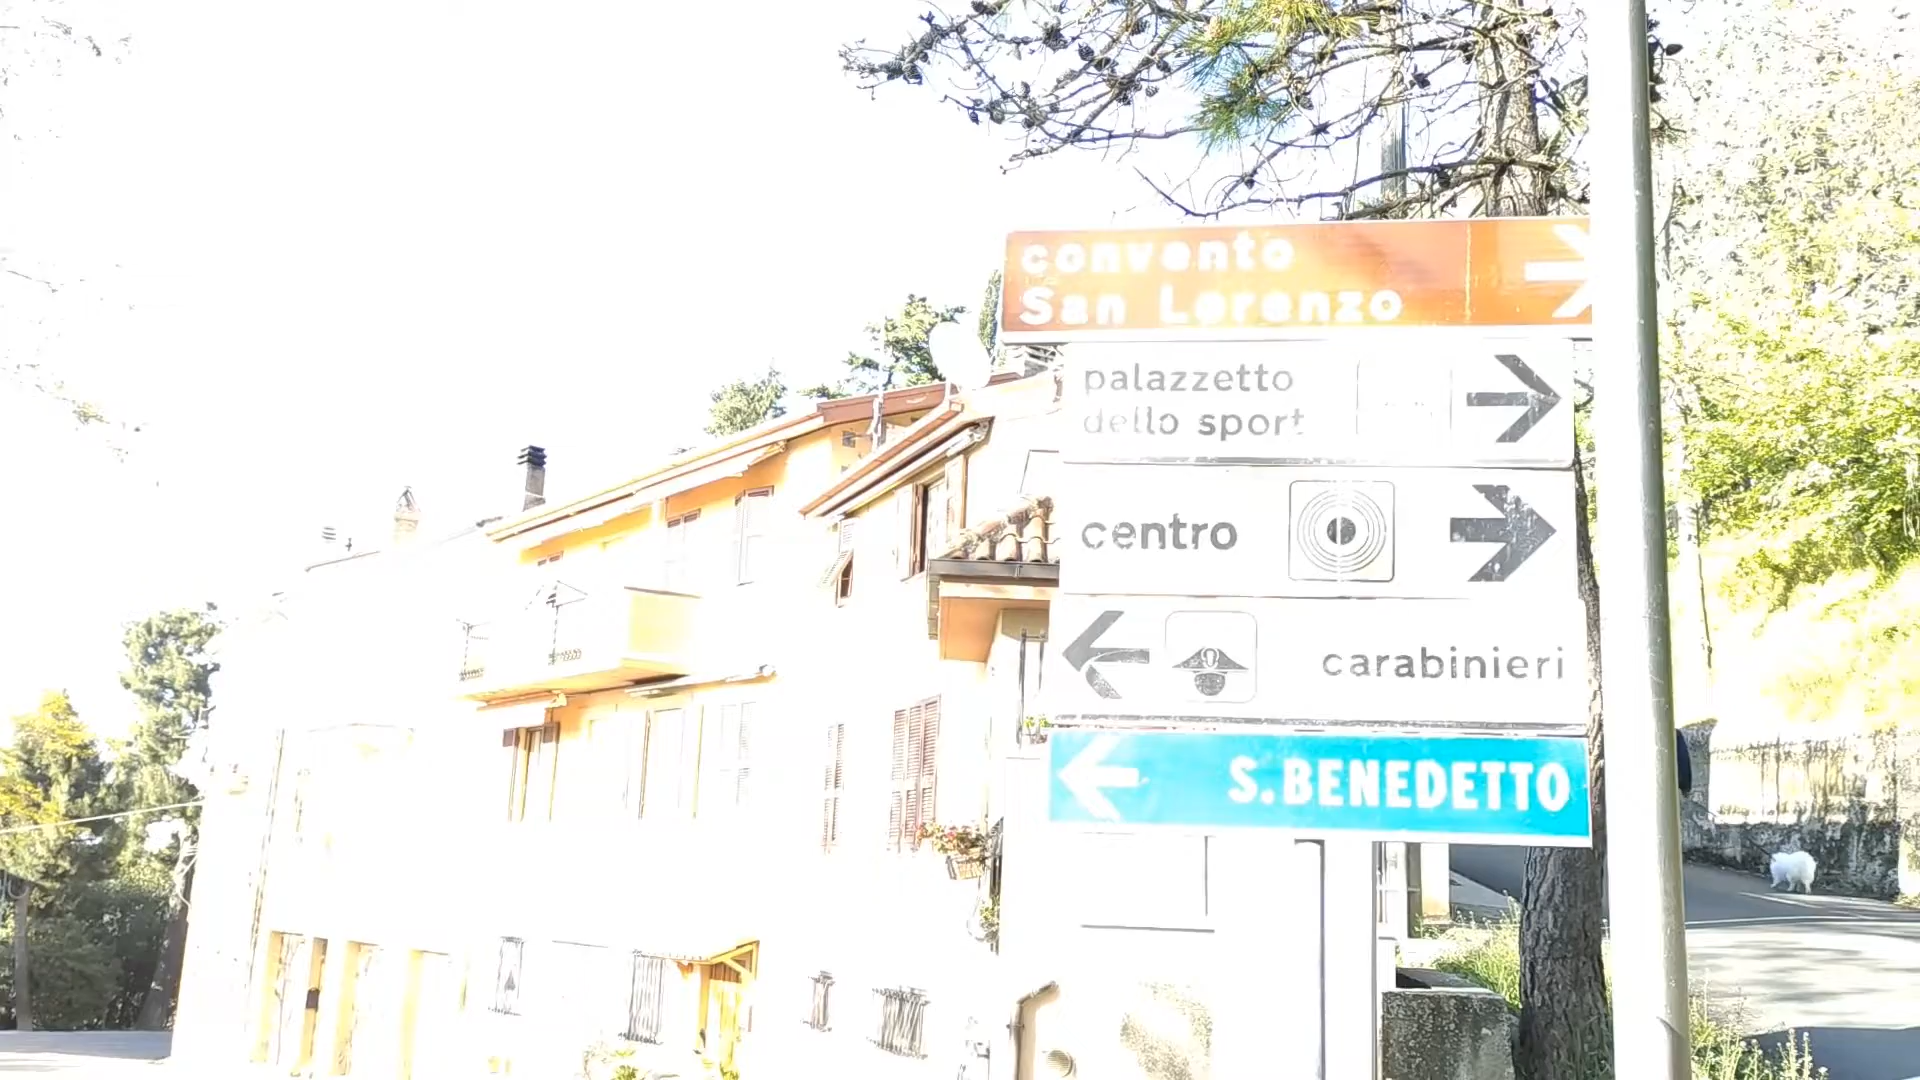 convento
San Lorenzo
palazzetto
dello sport
centro
carabinieri
S. BENEDETTO